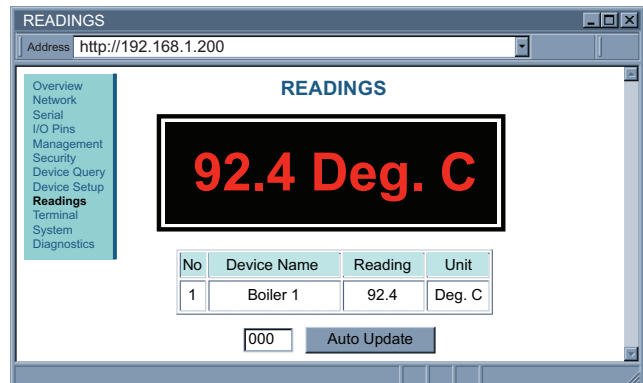 READINGS
Address http://192.168.1.200
Overview
Network
Serial
I/O Pins
Management
Security
Device Query
Device Setup
Readings
Terminal
System
Diagnostics
READINGS
92.4 Deg. C
No Device Name Reading Unit
1 Boiler 1 92.4 Deg. C
000 Auto Update